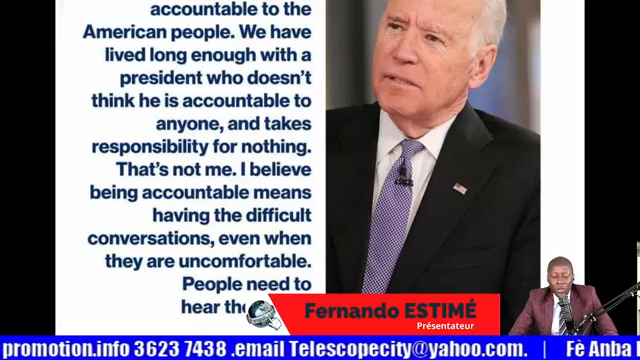 accountable to the
American people. We have
lived long enough with a
president who doesn't
think he is accountable to
anyone, and takes
responsibility for nothing.
That's not me. I believe
being accountable means
having the difficult
conversations, even when
they are uncomfortable.
People need to
hear the
Fernando ESTIMÉ
Présentateur
promotion.info 3623 7438 .email Telescopecity@yahoo.com. | Fè Anba